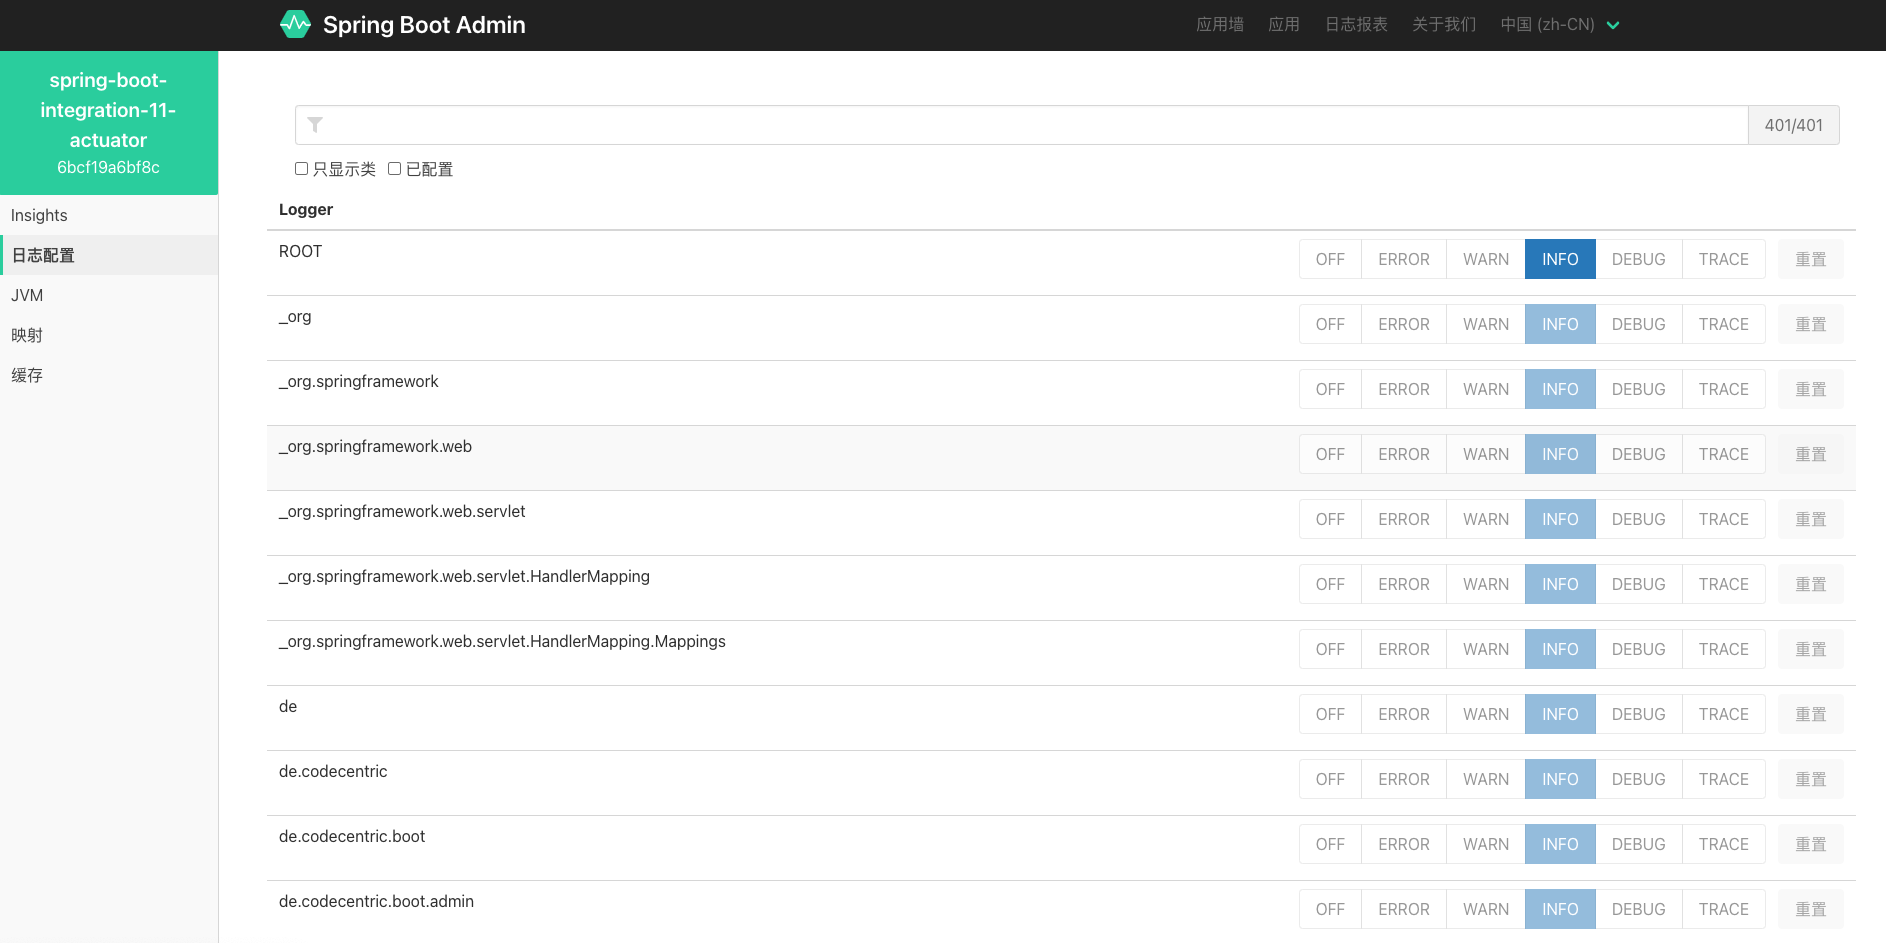 Spring Boot Admin 应用墙 应用 日志报表 关于我们 中国 (zh-CN)
spring-boot-
integration-11-
actuator
6bcf19a6bf8c
Insights
日志配置
JVM
映射
缓存
401/401
只显示类 已配置
Logger
ROOT OFF ERROR WARN INFO DEBUG TRACE 重置
_org OFF ERROR WARN INFO DEBUG TRACE 重置
_org.springframework OFF ERROR WARN INFO DEBUG TRACE 重置
_org.springframework.web OFF ERROR WARN INFO DEBUG TRACE 重置
_org.springframework.web.servlet OFF ERROR WARN INFO DEBUG TRACE 重置
_org.springframework.web.servlet.HandlerMapping OFF ERROR WARN INFO DEBUG TRACE 重置
_org.springframework.web.servlet.HandlerMapping.Mappings OFF ERROR WARN INFO DEBUG TRACE 重置
de OFF ERROR WARN INFO DEBUG TRACE 重置
de.codecentric OFF ERROR WARN INFO DEBUG TRACE 重置
de.codecentric.boot OFF ERROR WARN INFO DEBUG TRACE 重置
de.codecentric.boot.admin OFF ERROR WARN INFO DEBUG TRACE 重置